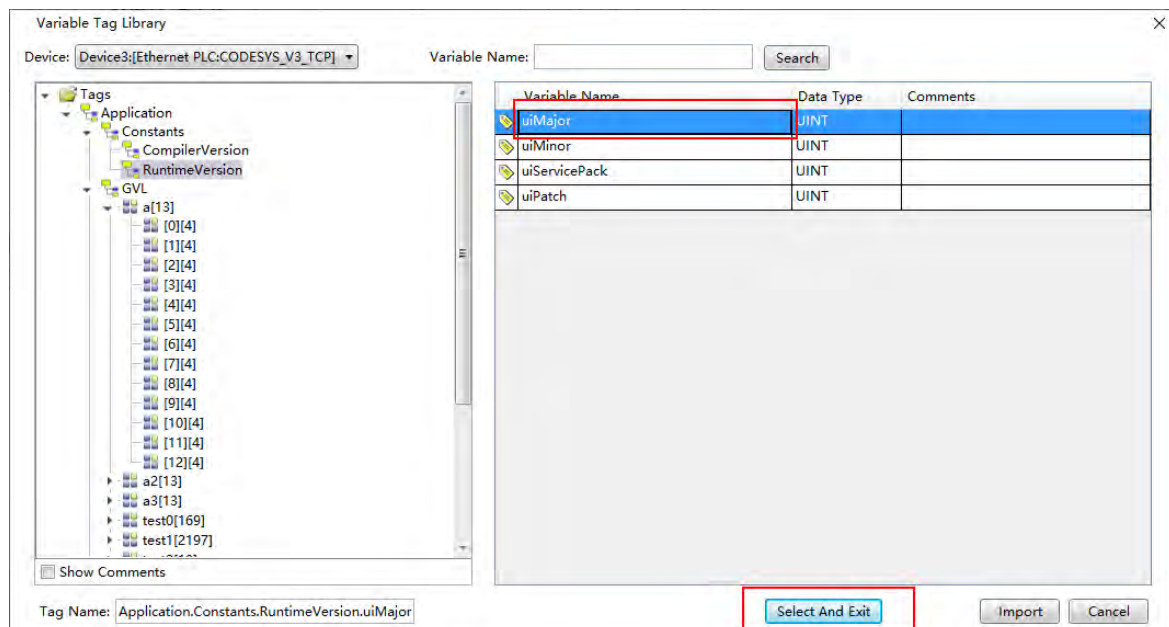 Variable Tag Library
Device: Device3:[Ethernet PLC:CODESYS_V3_TCP] Variable Name: Search
Tags
Application
Constants
CompilerVersion
RuntimeVersion
GVL
a[13]
[0][4]
[1][4]
[2][4]
[3][4]
[4][4]
[5][4]
[6][4]
[7][4]
[8][4]
[9][4]
[10][4]
[11][4]
[12][4]
a2[13]
a3[13]
test0[169]
test1[2197]
Show Comments
Variable Name Data Type Comments
uiMajor UINT
uiMinor UINT
uiServicePack UINT
uiPatch UINT
Tag Name: Application.Constants.RuntimeVersion.uiMajor Select And Exit Import Cancel